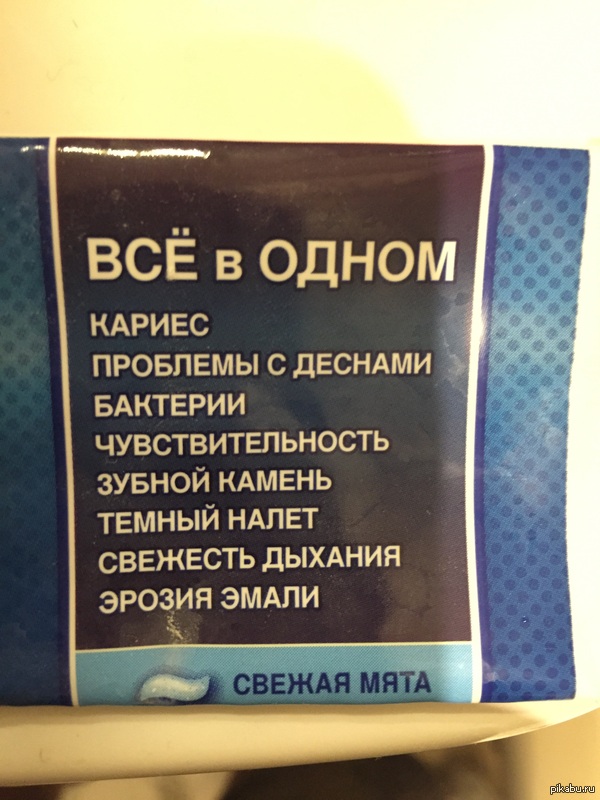 ВСЁ в ОДНОМ
КАРИЕС
ПРОБЛЕМЫ С ДЕСНАМИ
БАКТЕРИИ
ЧУВСТВИТЕЛЬНОСТЬ
ЗУБНОЙ КАМЕНЬ
ТЕМНЫЙ НАЛЕТ
СВЕЖЕСТЬ ДЫХАНИЯ
ЭРОЗИЯ ЭМАЛИ
СВЕЖАЯ МЯТА
pikabu.ru